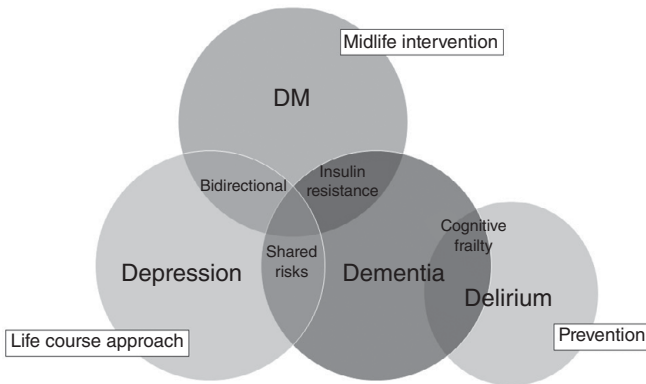 Midlife intervention
DM
Bidirectional
Insulin
resistance
Cognitive
frailty
Shared
risks
Depression
Dementia
Delirium
Life course approach
Prevention